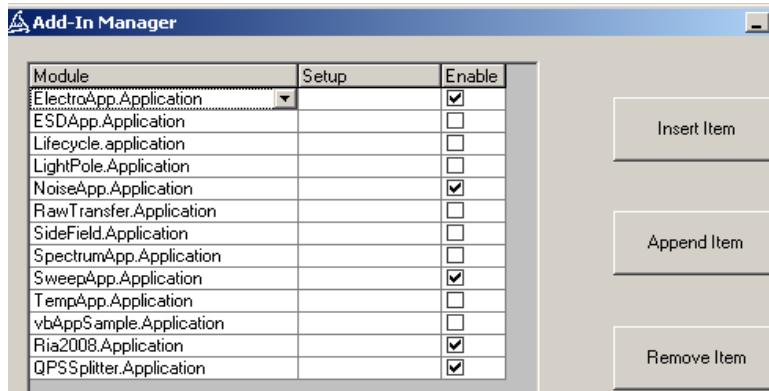 Add-In Manager
Module Setup Enable
ElectroApp.Application
ESDApp.Application
Lifecycle.application
LightPole.Application
NoiseApp.Application
RawTransfer.Application
SideField.Application
SpectrumApp.Application
SweepApp.Application
TempApp.Application
vbAppSample.Application
Ria2008.Application
QPSSplitter.Application
Insert Item
Append Item
Remove Item